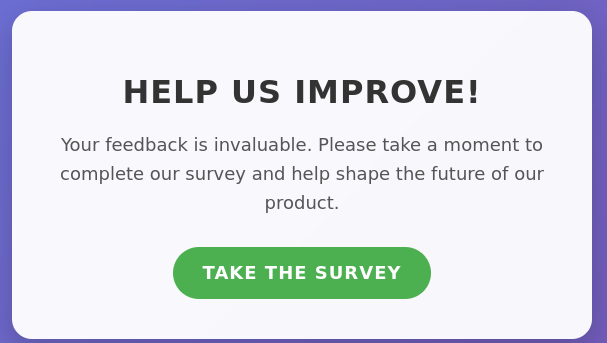 HELP US IMPROVE!
Your feedback is invaluable. Please take a moment to
complete our survey and help shape the future of our
product.
TAKE THE SURVEY